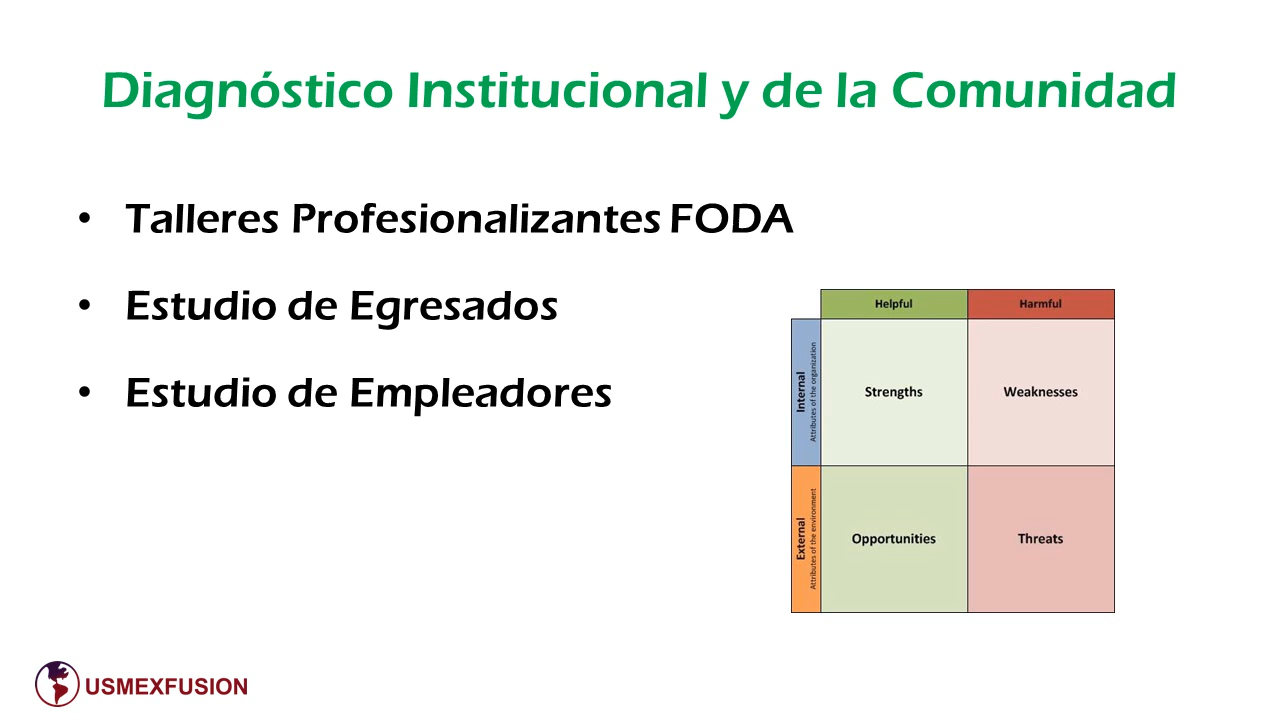 Diagnóstico Institucional y de la Comunidad
• Talleres Profesionalizantes FODA
• Estudio de Egresados
• Estudio de Empleadores
Helpful
Harmful
Internal
Attributes of the organization
Strengths
Weaknesses
External
Attributes of the environment
Opportunities
Threats
USMEXFUSION